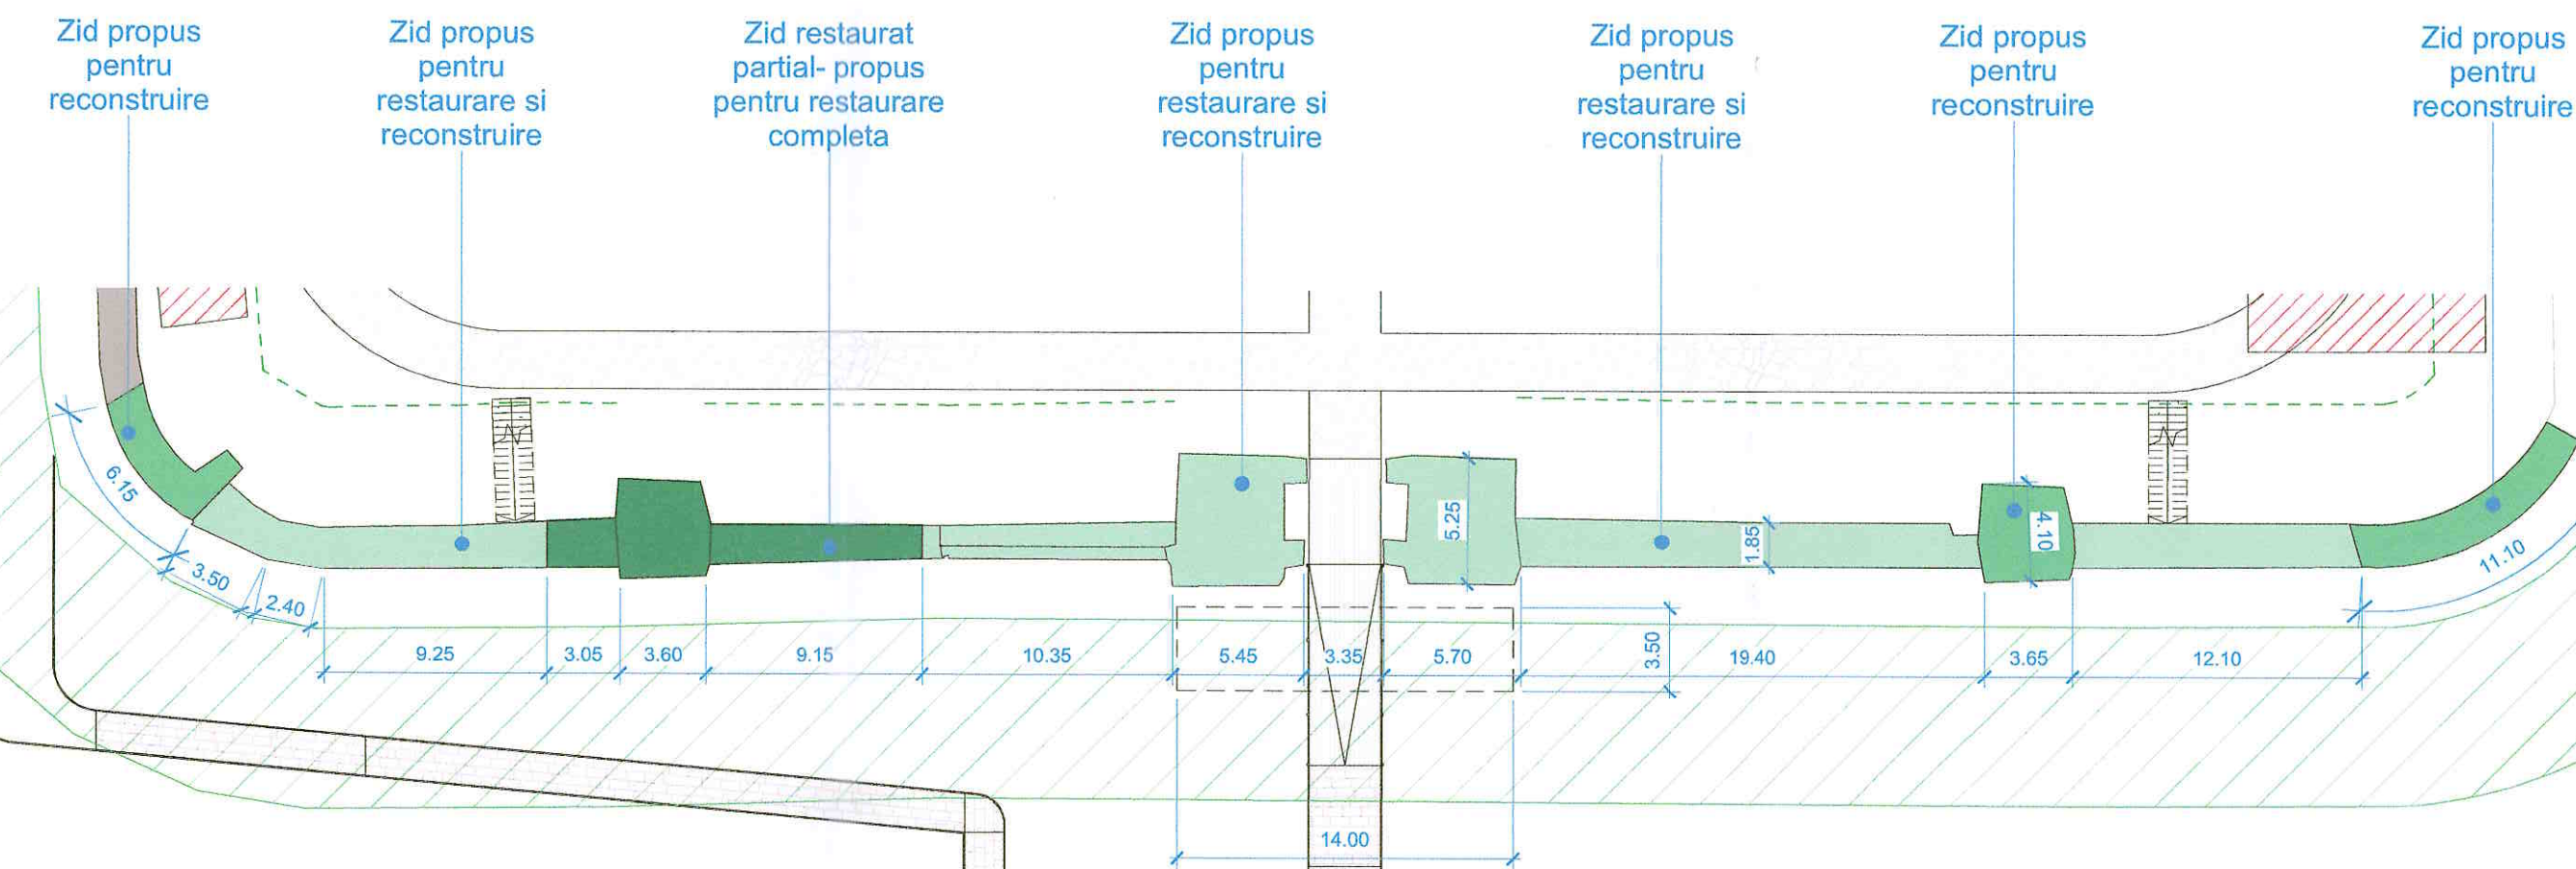 Zid propus
pentru
reconstruire
Zid propus
pentru
restaurare si
reconstruire
Zid restaurat
partial- propus
pentru restaurare
completa
Zid propus
pentru
restaurare si
reconstruire
Zid propus
pentru
restaurare si
reconstruire
Zid propus
pentru
reconstruire
Zid propus
pentru
reconstruire
6.15
3.50
2.40
5.25
1.85
4.10
11.10
9.25
3.05
3.60
9.15
10.35
5.45
3.35
5.70
3.50
19.40
3.65
12.10
14.00